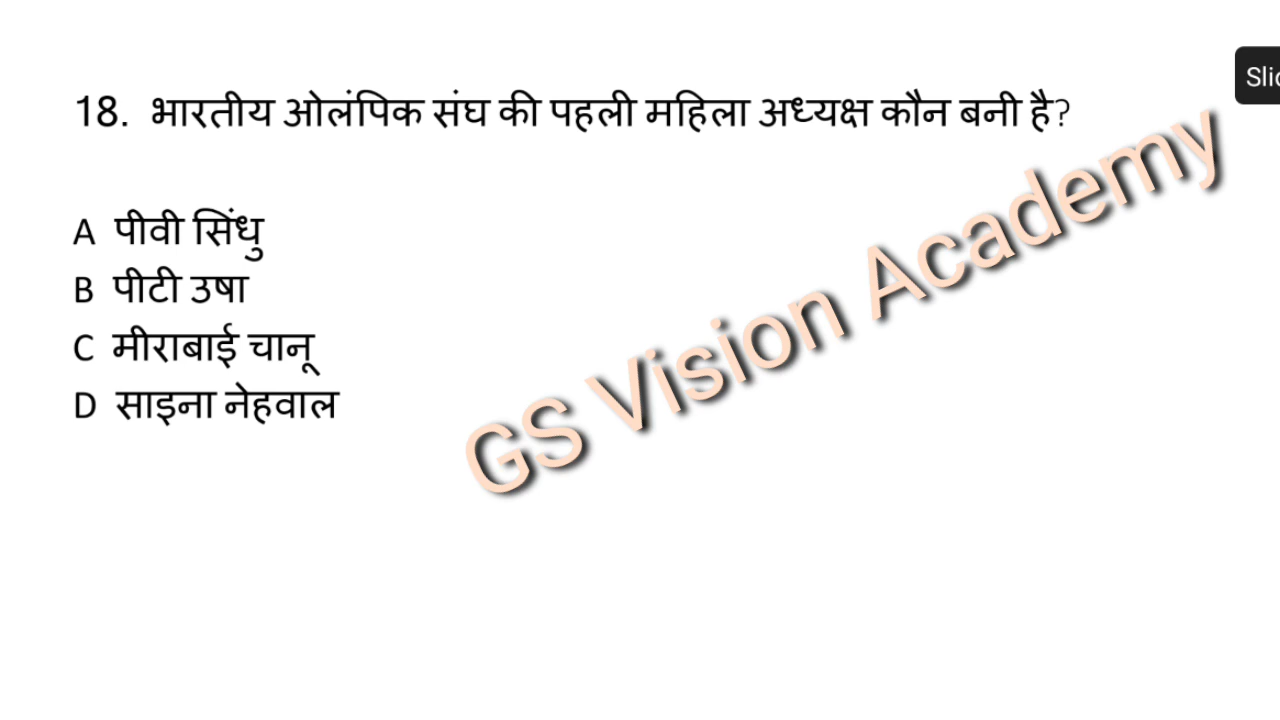 18. भारतीय ओलंपिक संघ की पहली महिला अध्यक्ष कौन बनी है?
A पीवी सिंधु
B पीटी उषा
C मीराबाई चानू
D साइना नेहवाल
GS Vision Academy